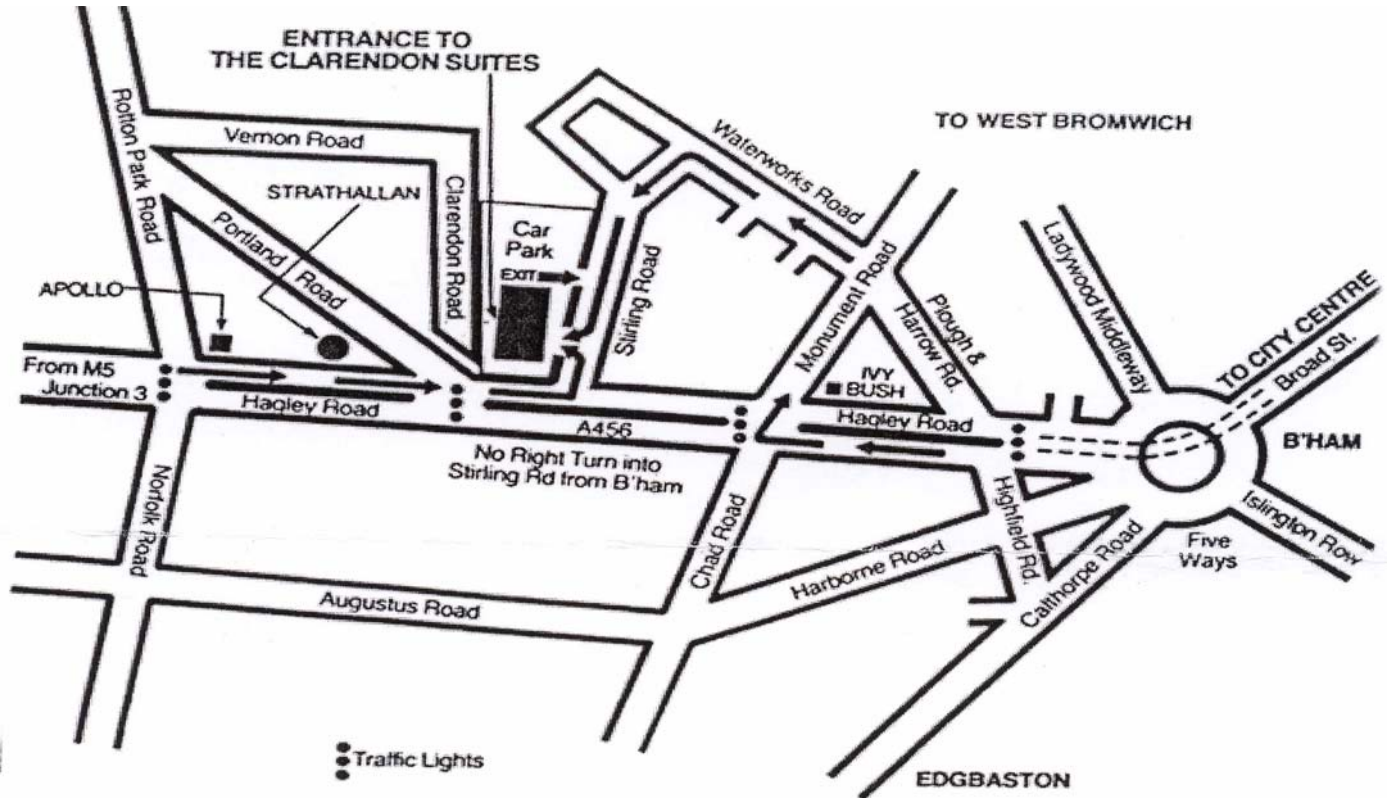 ENTRANCE TO
THE CLARENDON SUITES
TO WEST BROMWICH
Rotton Park Road
Vernon Road
Waterworks Road
STRATHALLAN
Clarendon Road
Car
Park
EXIT
Portland Road
Stirling Road
Monument Road
Ladywood Middleway
APOLLO
Plough &
Harrow Rd.
TO CITY CENTRE
Broad St.
From M5
Junction 3
IVY
BUSH
Hagley Road
Hagley Road
A456
B'HAM
No Right Turn into
Stirling Rd from B'ham
Norfolk Road
Chad Road
Highfield Rd.
Islington Row
Five
Ways
Harborne Road
Calthorpe Road
Augustus Road
Traffic Lights
EDGBASTON